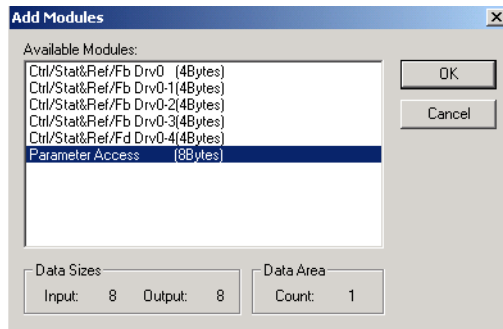 Add Modules
Available Modules:
Ctrl/Stat&Ref/Fb Drv0 (4Bytes)
Ctrl/Stat&Ref/Fb Drv0-1(4Bytes)
Ctrl/Stat&Ref/Fb Drv0-2(4Bytes)
Ctrl/Stat&Ref/Fb Drv0-3(4Bytes)
Ctrl/Stat&Ref/Fd Drv0-4(4Bytes)
Parameter Access (8Bytes)
OK
Cancel
Data Sizes
Input: 8 Output: 8
Data Area
Count: 1